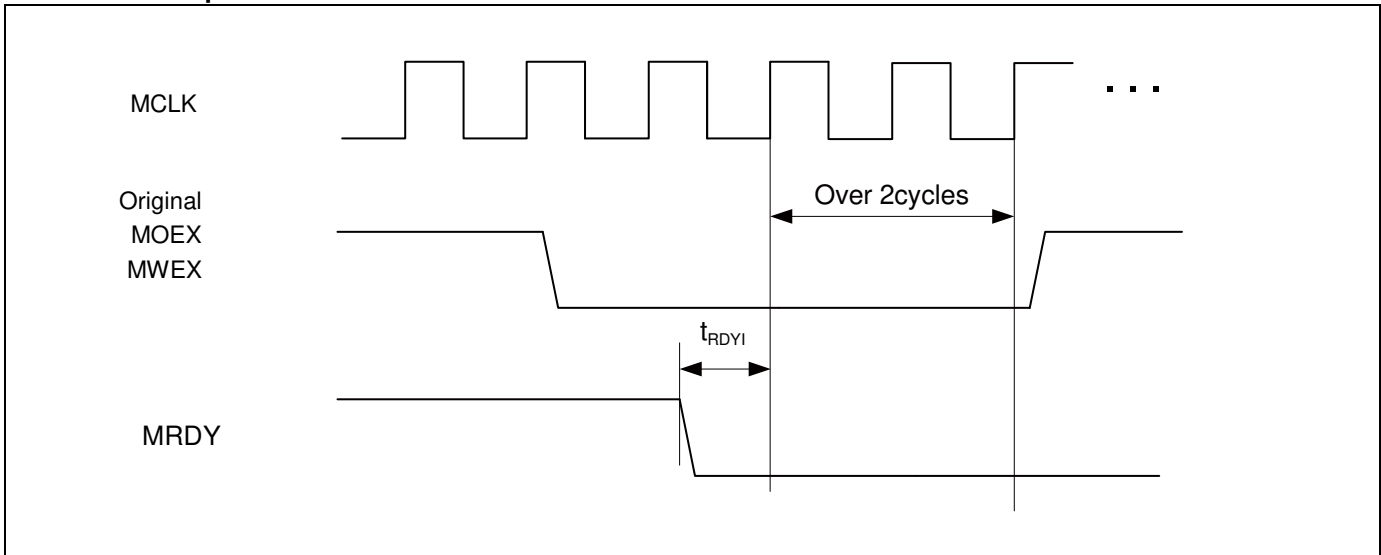 MCLK
Original
MOEX
MWEX
Over 2cycles
tRDYI
MRDY
. . .